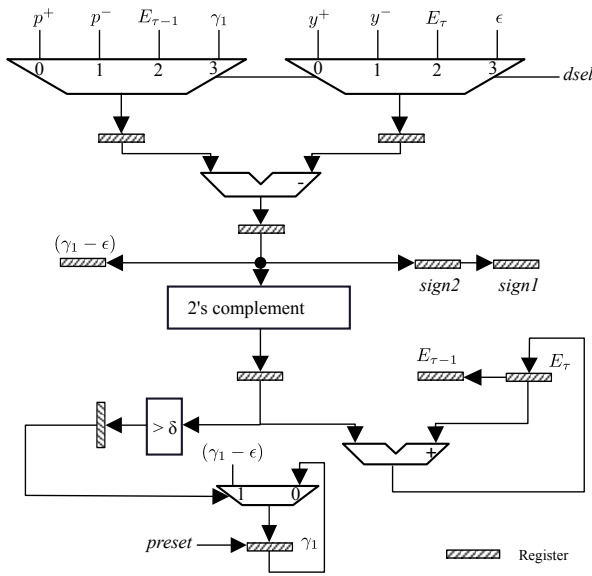 p⁺ p⁻ E_{τ−1} γ₁ y⁺ y⁻ E_τ ϵ
0 1 2 3 0 1 2 3 dsel
-
(γ₁ − ϵ)
sign2 sign1
2's complement
E_{τ−1} E_τ
> δ
+
(γ₁ − ϵ)
1 0
preset γ₁
Register